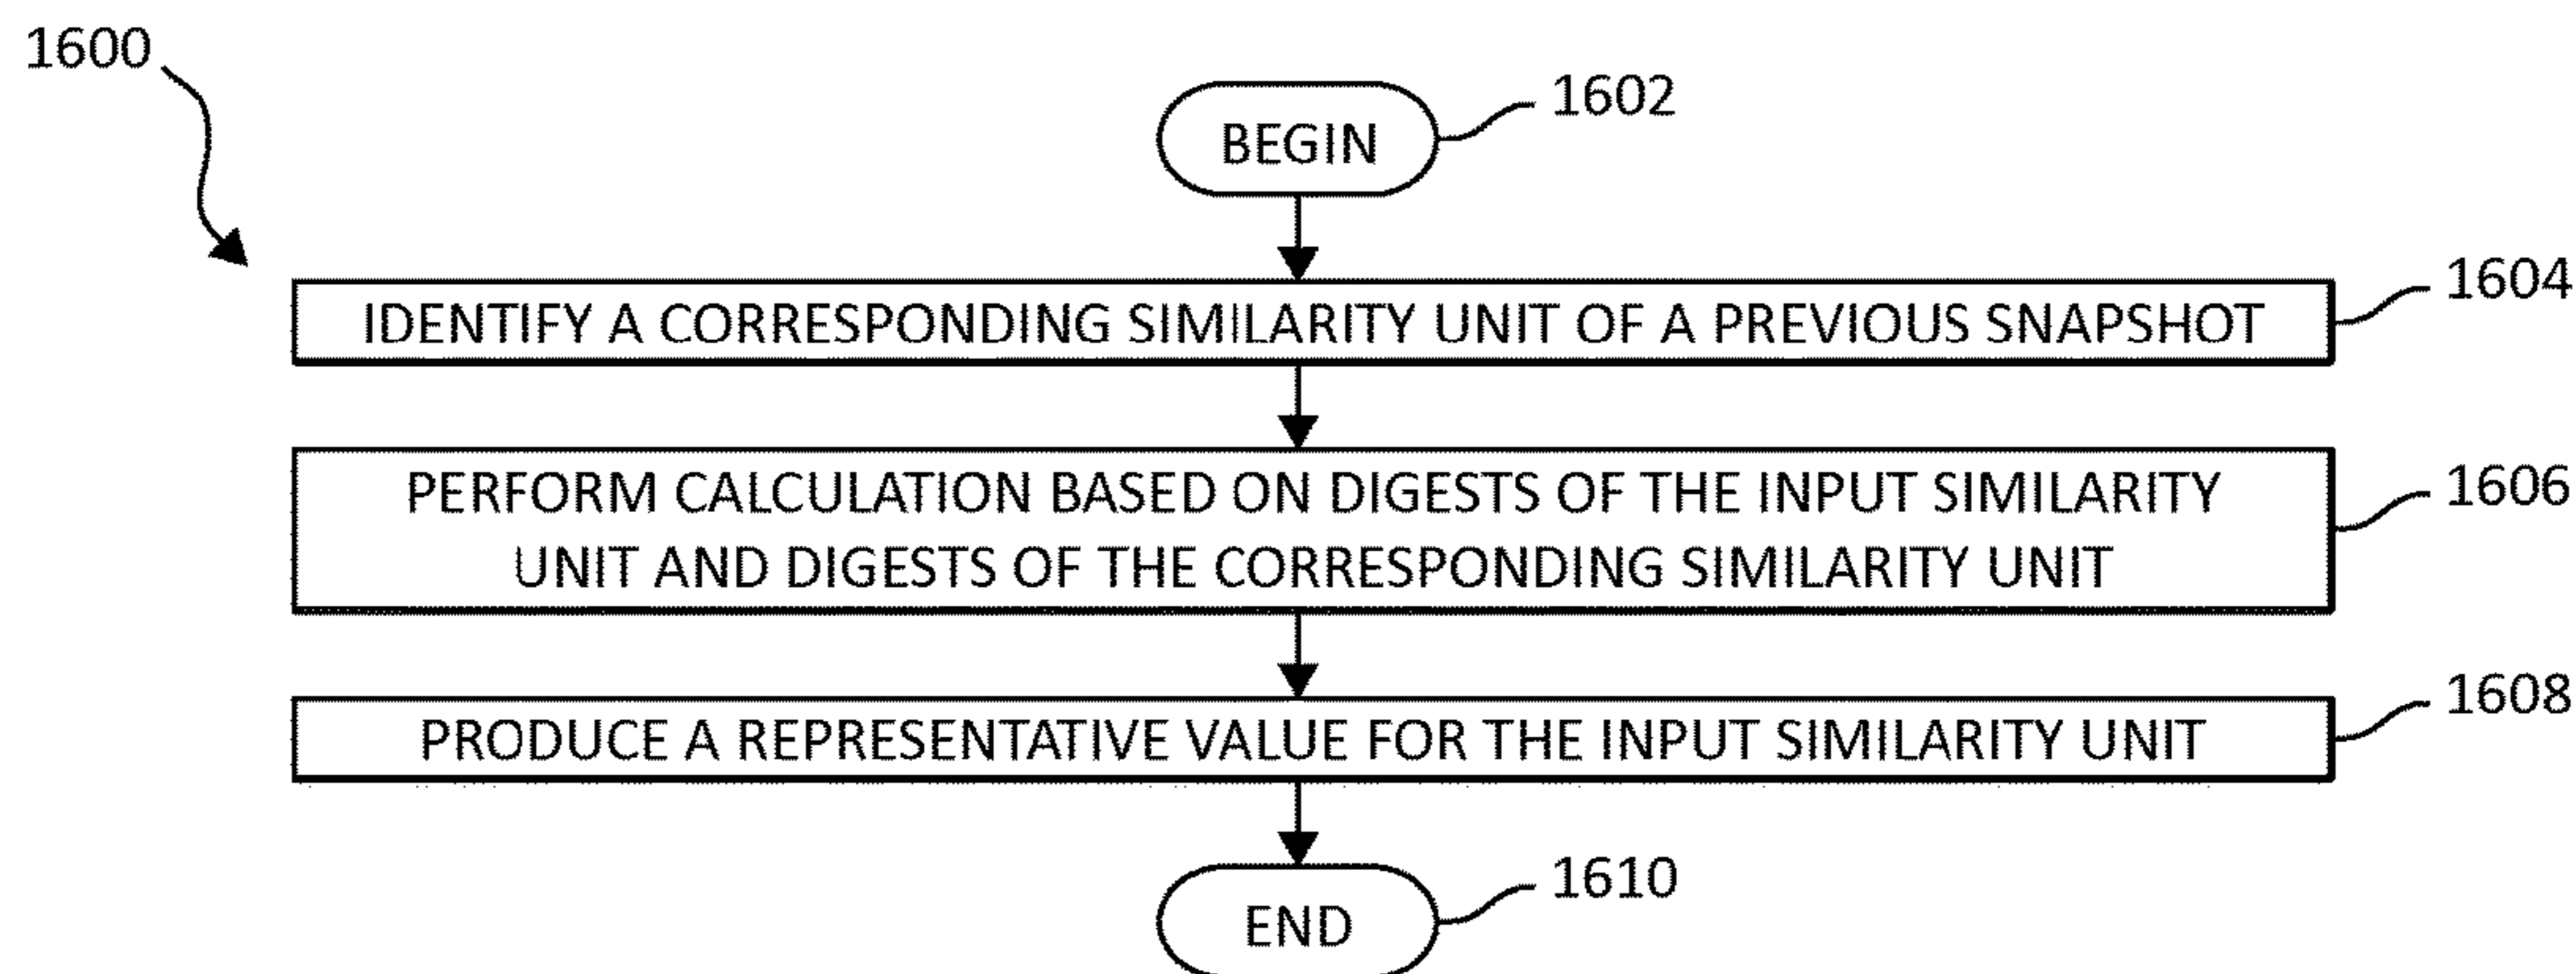 1600
BEGIN
1602
IDENTIFY A CORRESPONDING SIMILARITY UNIT OF A PREVIOUS SNAPSHOT
1604
PERFORM CALCULATION BASED ON DIGESTS OF THE INPUT SIMILARITY
UNIT AND DIGESTS OF THE CORRESPONDING SIMILARITY UNIT
1606
PRODUCE A REPRESENTATIVE VALUE FOR THE INPUT SIMILARITY UNIT
1608
END
1610